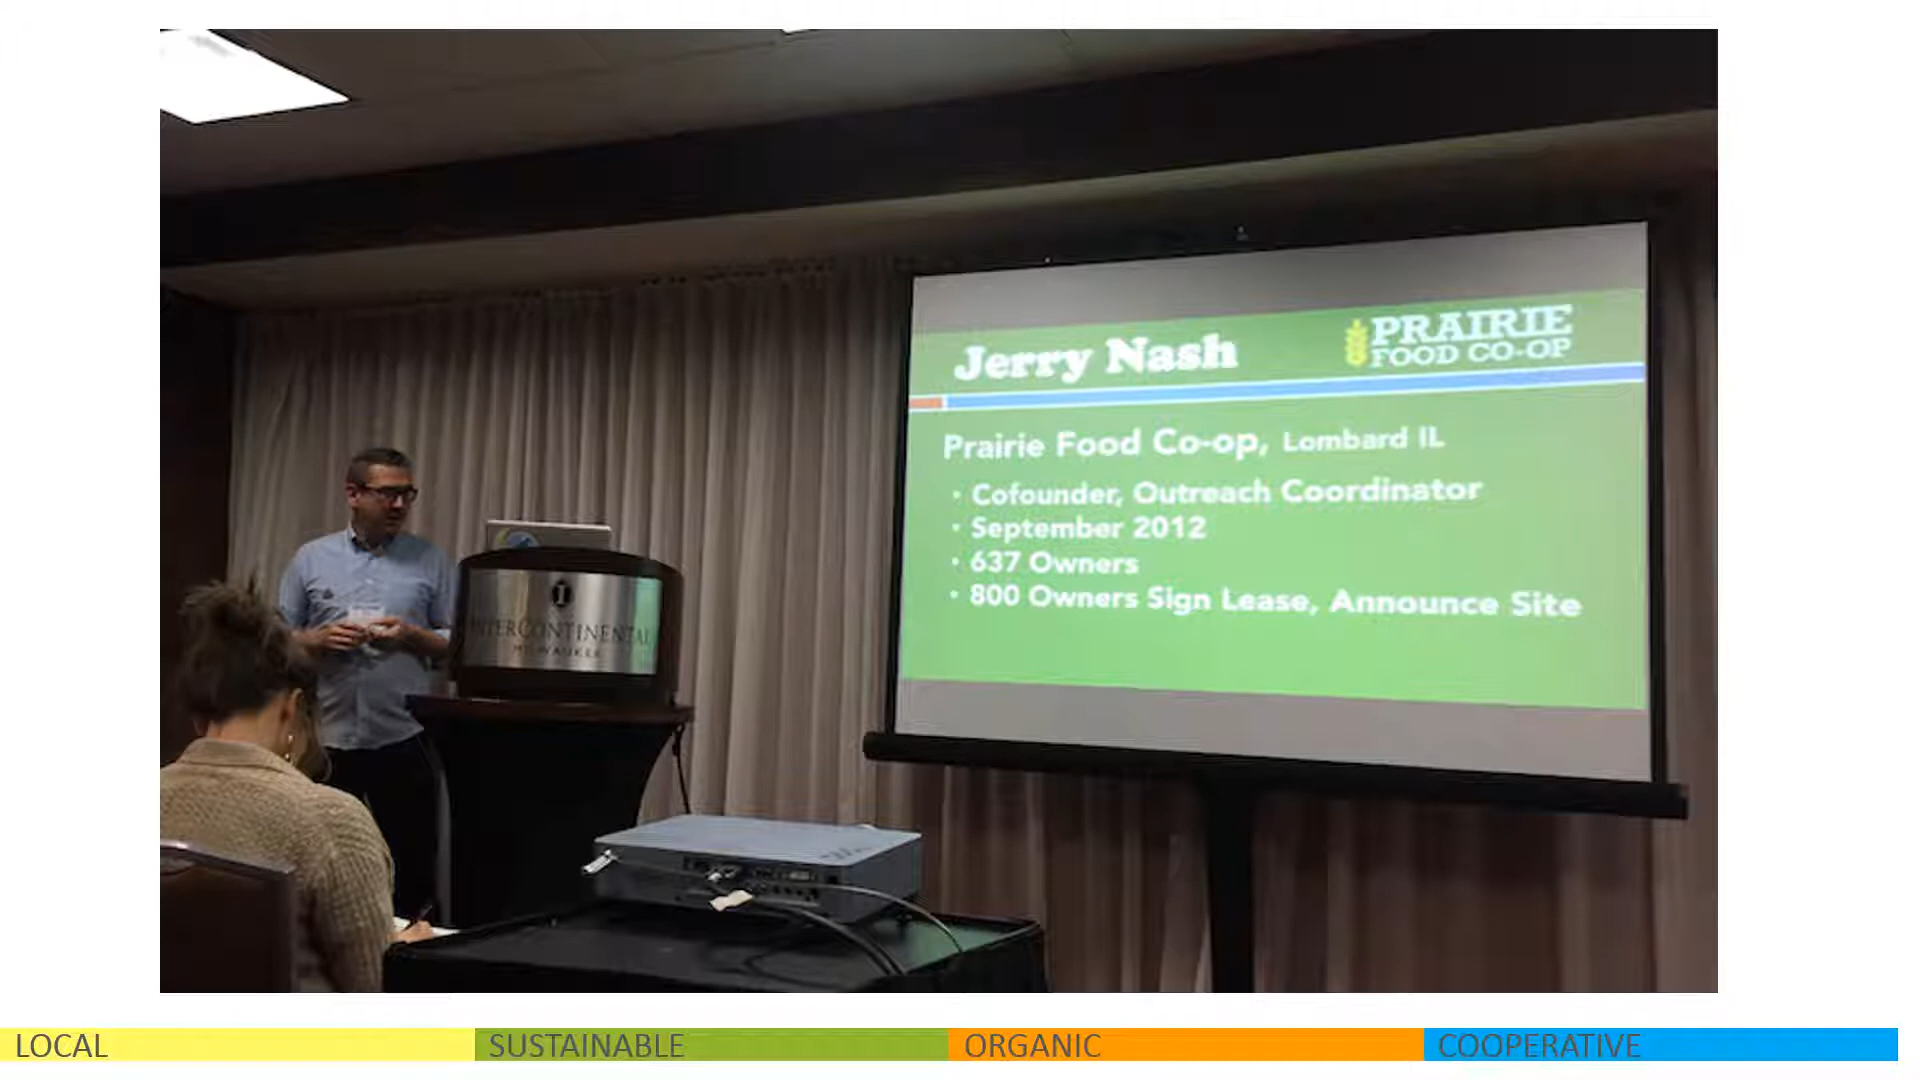 Jerry Nash
PRAIRIE
FOOD CO-OP
Prairie Food Co-op, Lombard IL
• Cofounder, Outreach Coordinator
• September 2012
• 637 Owners
• 800 Owners Sign Lease, Announce Site
INTERCONTINENTAL
MILWAUKEE
LOCAL
SUSTAINABLE
ORGANIC
COOPERATIVE